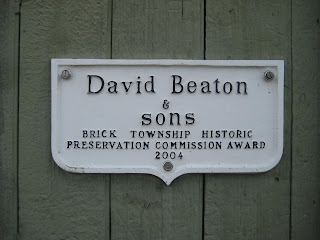 David Beaton
&
sons
BRICK TOWNSHIP HISTORIC
PRESERVATION COMMISSION AWARD
2004